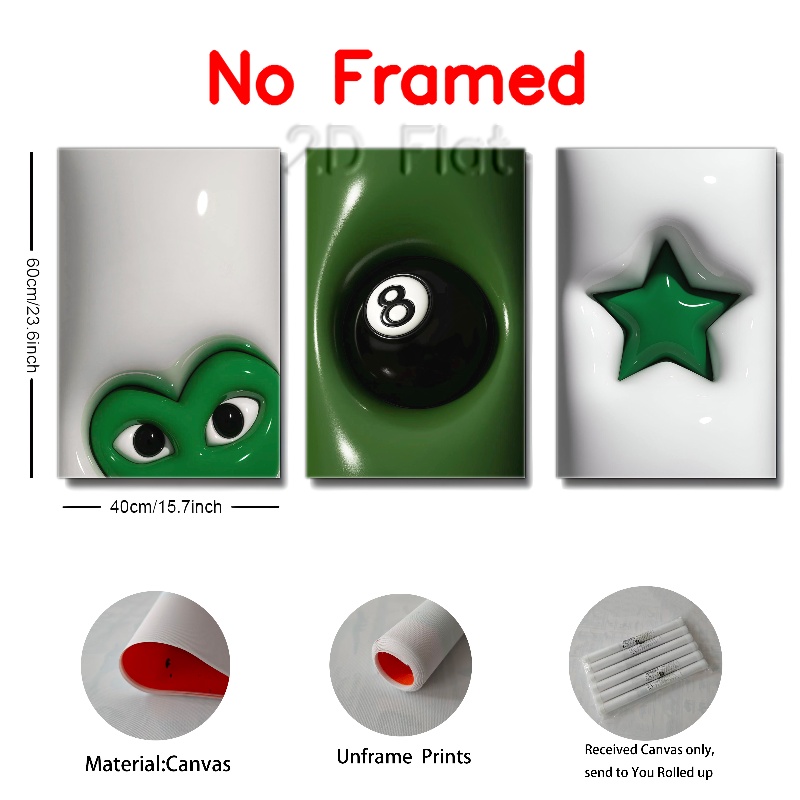 No Framed
2D Flat
60cm/23.6inch
8
40cm/15.7inch
Material:Canvas
Unframe Prints
Received Canvas only,
send to You Rolled up